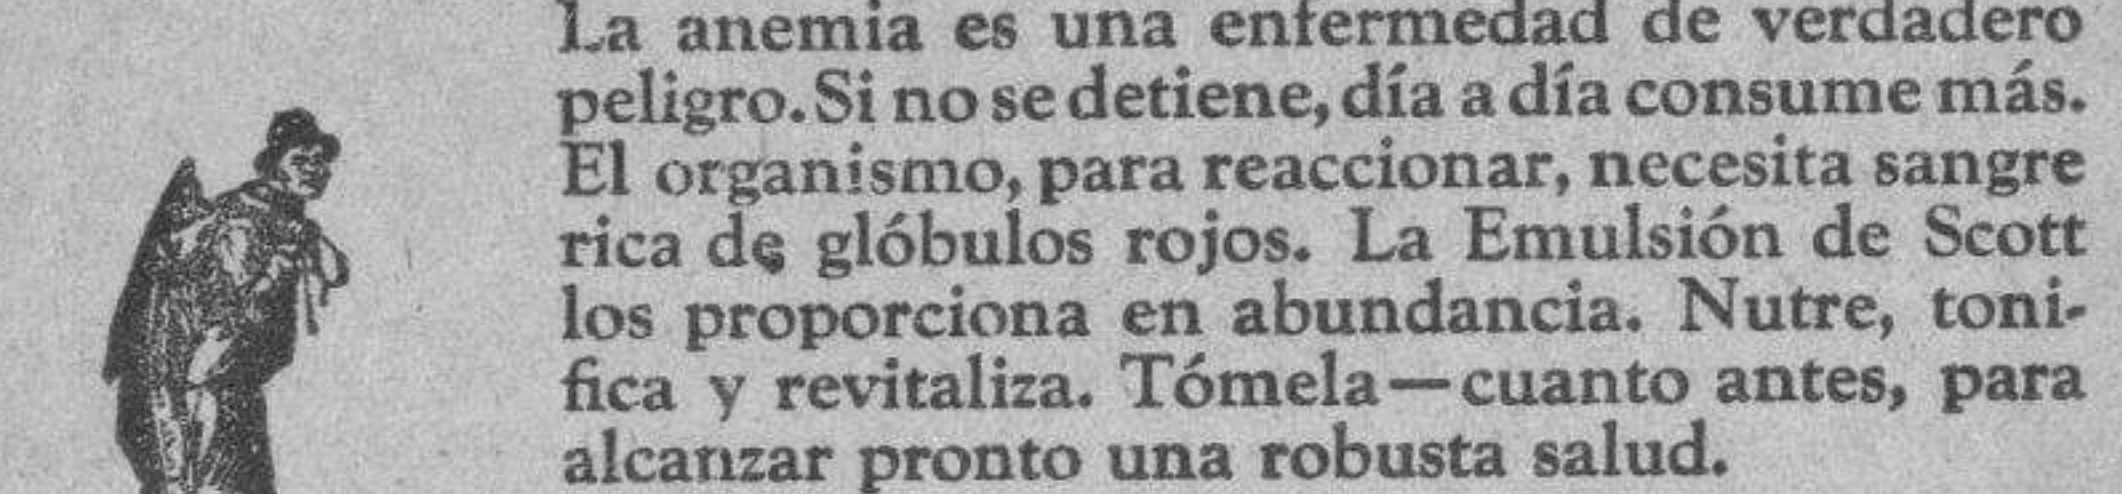 La anemia es una enfermedad de verdadero
peligro. Si no se detiene, día a día consume más.
El organismo, para reaccionar, necesita sangre
rica de glóbulos rojos. La Emulsión de Scott
los proporciona en abundancia. Nutre, toni-
fica y revitaliza. Tómela—cuanto antes, para
alcanzar pronto una robusta salud.